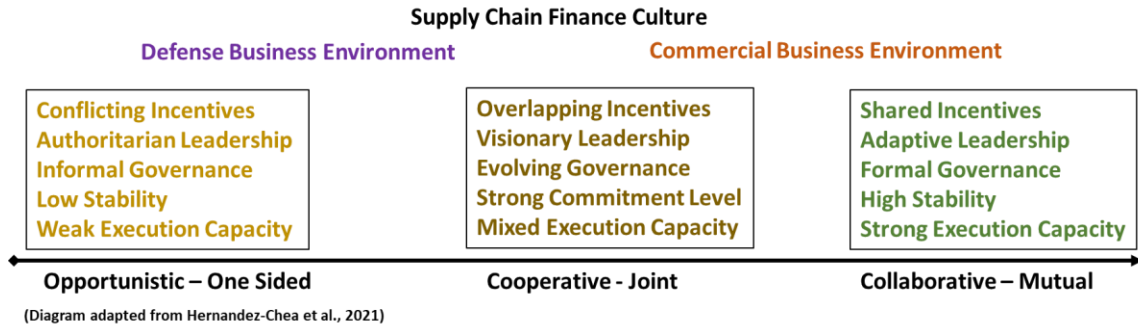 Supply Chain Finance Culture
Defense Business Environment
Commercial Business Environment
Conflicting Incentives
Authoritarian Leadership
Informal Governance
Low Stability
Weak Execution Capacity
Overlapping Incentives
Visionary Leadership
Evolving Governance
Strong Commitment Level
Mixed Execution Capacity
Shared Incentives
Adaptive Leadership
Formal Governance
High Stability
Strong Execution Capacity
Opportunistic – One Sided
Cooperative - Joint
Collaborative – Mutual
(Diagram adapted from Hernandez-Chea et al., 2021)